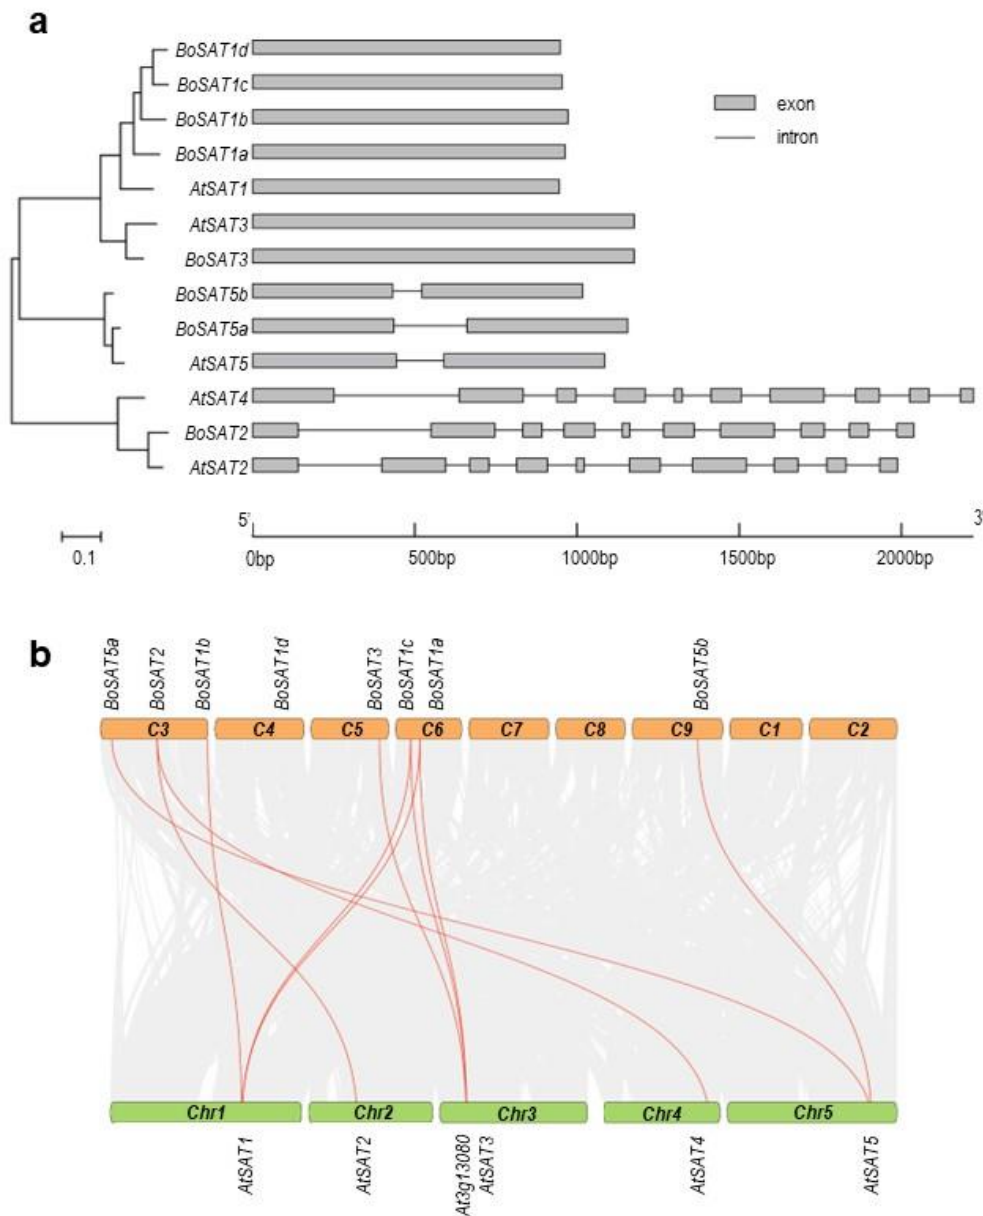 a
BoSAT1d
BoSAT1c
BoSAT1b
BoSAT1a
AtSAT1
AtSAT3
BoSAT3
BoSAT5b
BoSAT5a
AtSAT5
AtSAT4
BoSAT2
AtSAT2
exon
intron
5' 3
0.1
0bp 500bp 1000bp 1500bp 2000bp
b
BoSAT5a BoSAT2 BoSAT1b BoSAT1d BoSAT3 BoSAT1c BoSAT1a BoSAT5b
C3 C4 C5 C6 C7 C8 C9 C1 C2
Chr1 Chr2 Chr3 Chr4 Chr5
AtSAT1 AtSAT2 At3g13080 AtSAT3 AtSAT4 AtSAT5